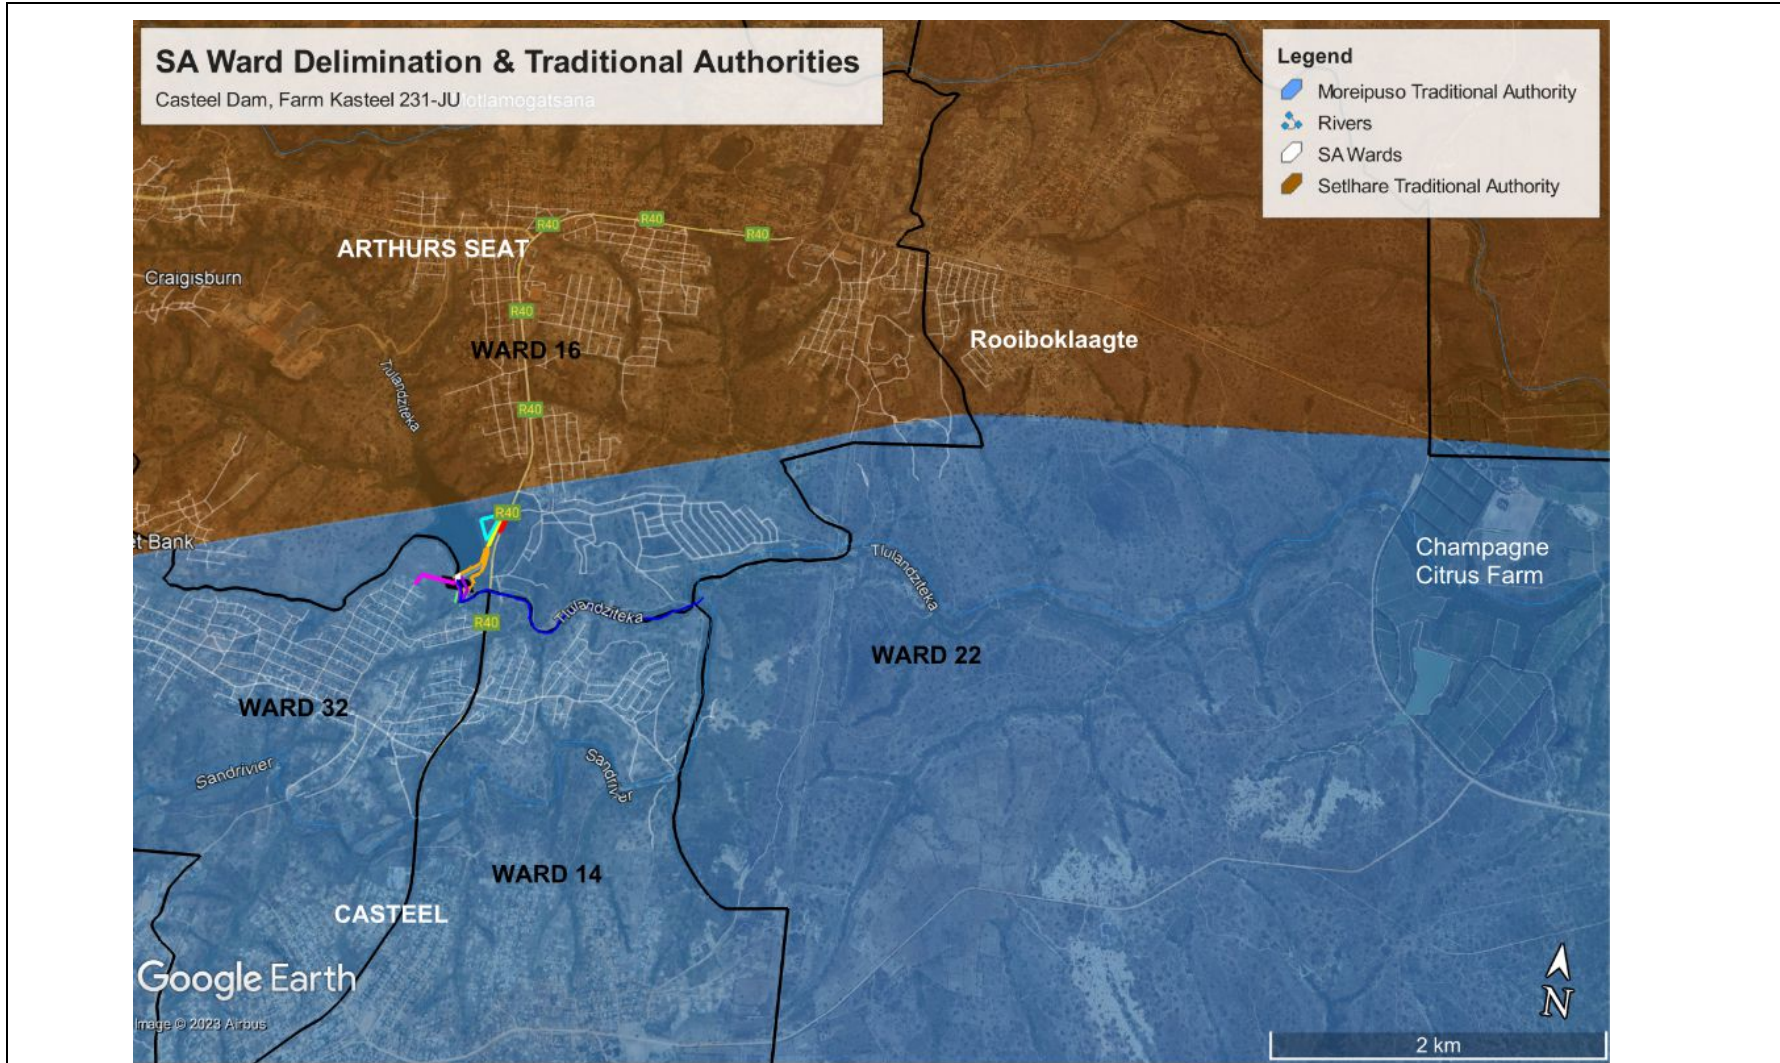 SA Ward Delimination & Traditional Authorities
Casteel Dam, Farm Kasteel 231-JU
Motlamogatsana
Legend
Moreipuso Traditional Authority
Rivers
SA Wards
Setlhare Traditional Authority
R40
R40
R40
ARTHURS SEAT
Craigisburn
R40
Rooiboklaagte
WARD 16
Tlulandziteka
R40
R40
et Bank
Champagne
Citrus Farm
Tlulandziteka
Tlulandziteka
R40
WARD 22
WARD 32
Sandrivier
Sandrivier
WARD 14
CASTEEL
Google Earth
Image © 2023 Airbus
N
2 km